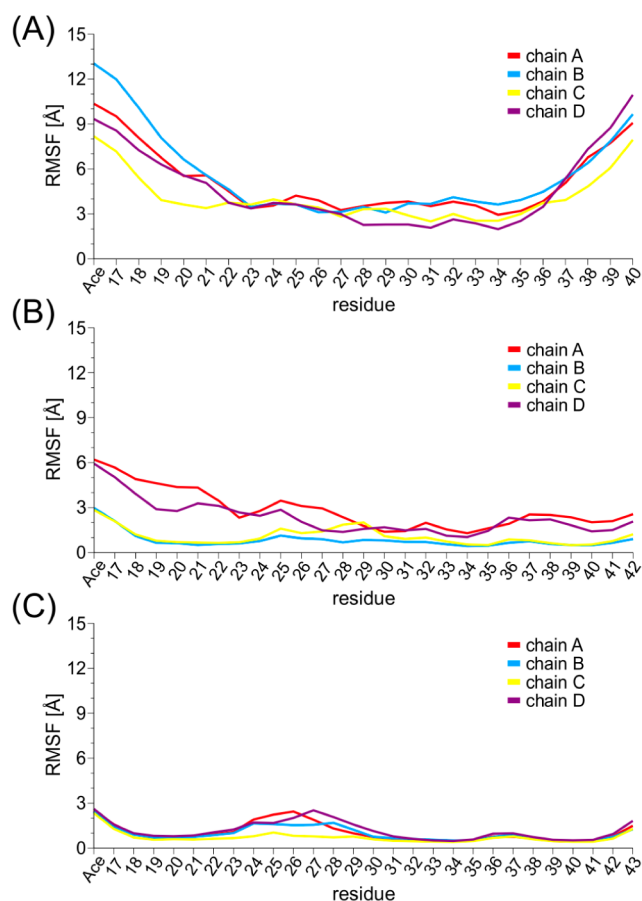 (A)
15
12
9
6
3
0
RMSF [Å]
chain A
chain B
chain C
chain D
Ace 17 18 19 20 21 22 23 24 25 26 27 28 29 30 31 32 33 34 35 36 37 38 39 40
residue
(B)
15
12
9
6
3
0
RMSF [Å]
chain A
chain B
chain C
chain D
Ace 17 18 19 20 21 22 23 24 25 26 27 28 29 30 31 32 33 34 35 36 37 38 39 40 41 42
residue
(C)
15
12
9
6
3
0
RMSF [Å]
chain A
chain B
chain C
chain D
Ace 17 18 19 20 21 22 23 24 25 26 27 28 29 30 31 32 33 34 35 36 37 38 39 40 41 42 43
residue